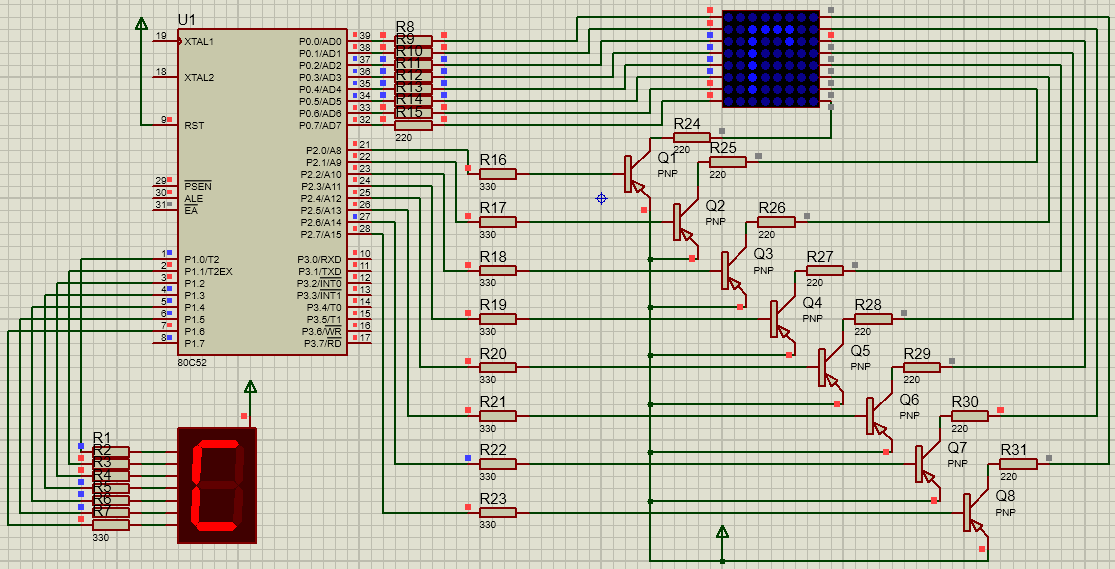 U1
19 XTAL1 P0.0/AD0 39
P0.1/AD1 38
P0.2/AD2 37
18 XTAL2 P0.3/AD3 36
P0.4/AD4 35
P0.5/AD5 34
P0.6/AD6 33
9 RST P0.7/AD7 32
P2.0/A8 21
P2.1/A9 22
P2.2/A10 23
29 PSEN P2.3/A11 24
30 ALE P2.4/A12 25
31 EA P2.5/A13 26
P2.6/A14 27
P2.7/A15 28
1 P1.0/T2 P3.0/RXD 10
2 P1.1/T2EX P3.1/TXD 11
3 P1.2 P3.2/INT0 12
4 P1.3 P3.3/INT1 13
5 P1.4 P3.4/T0 14
6 P1.5 P3.5/T1 15
7 P1.6 P3.6/WR 16
8 P1.7 P3.7/RD 17
80C52
R8
R9
R10
R11
R12
R13
R14
R15
220
R24
220
Q1
PNP
R16
330
R25
220
Q2
PNP
R17
330
R26
220
Q3
PNP
R18
330
R27
220
Q4
PNP
R19
330
R28
220
Q5
PNP
R20
330
R29
220
Q6
PNP
R21
330
R30
220
Q7
PNP
R22
330
R31
220
Q8
PNP
R23
330
R1
R2
R3
R4
R5
R6
R7
330